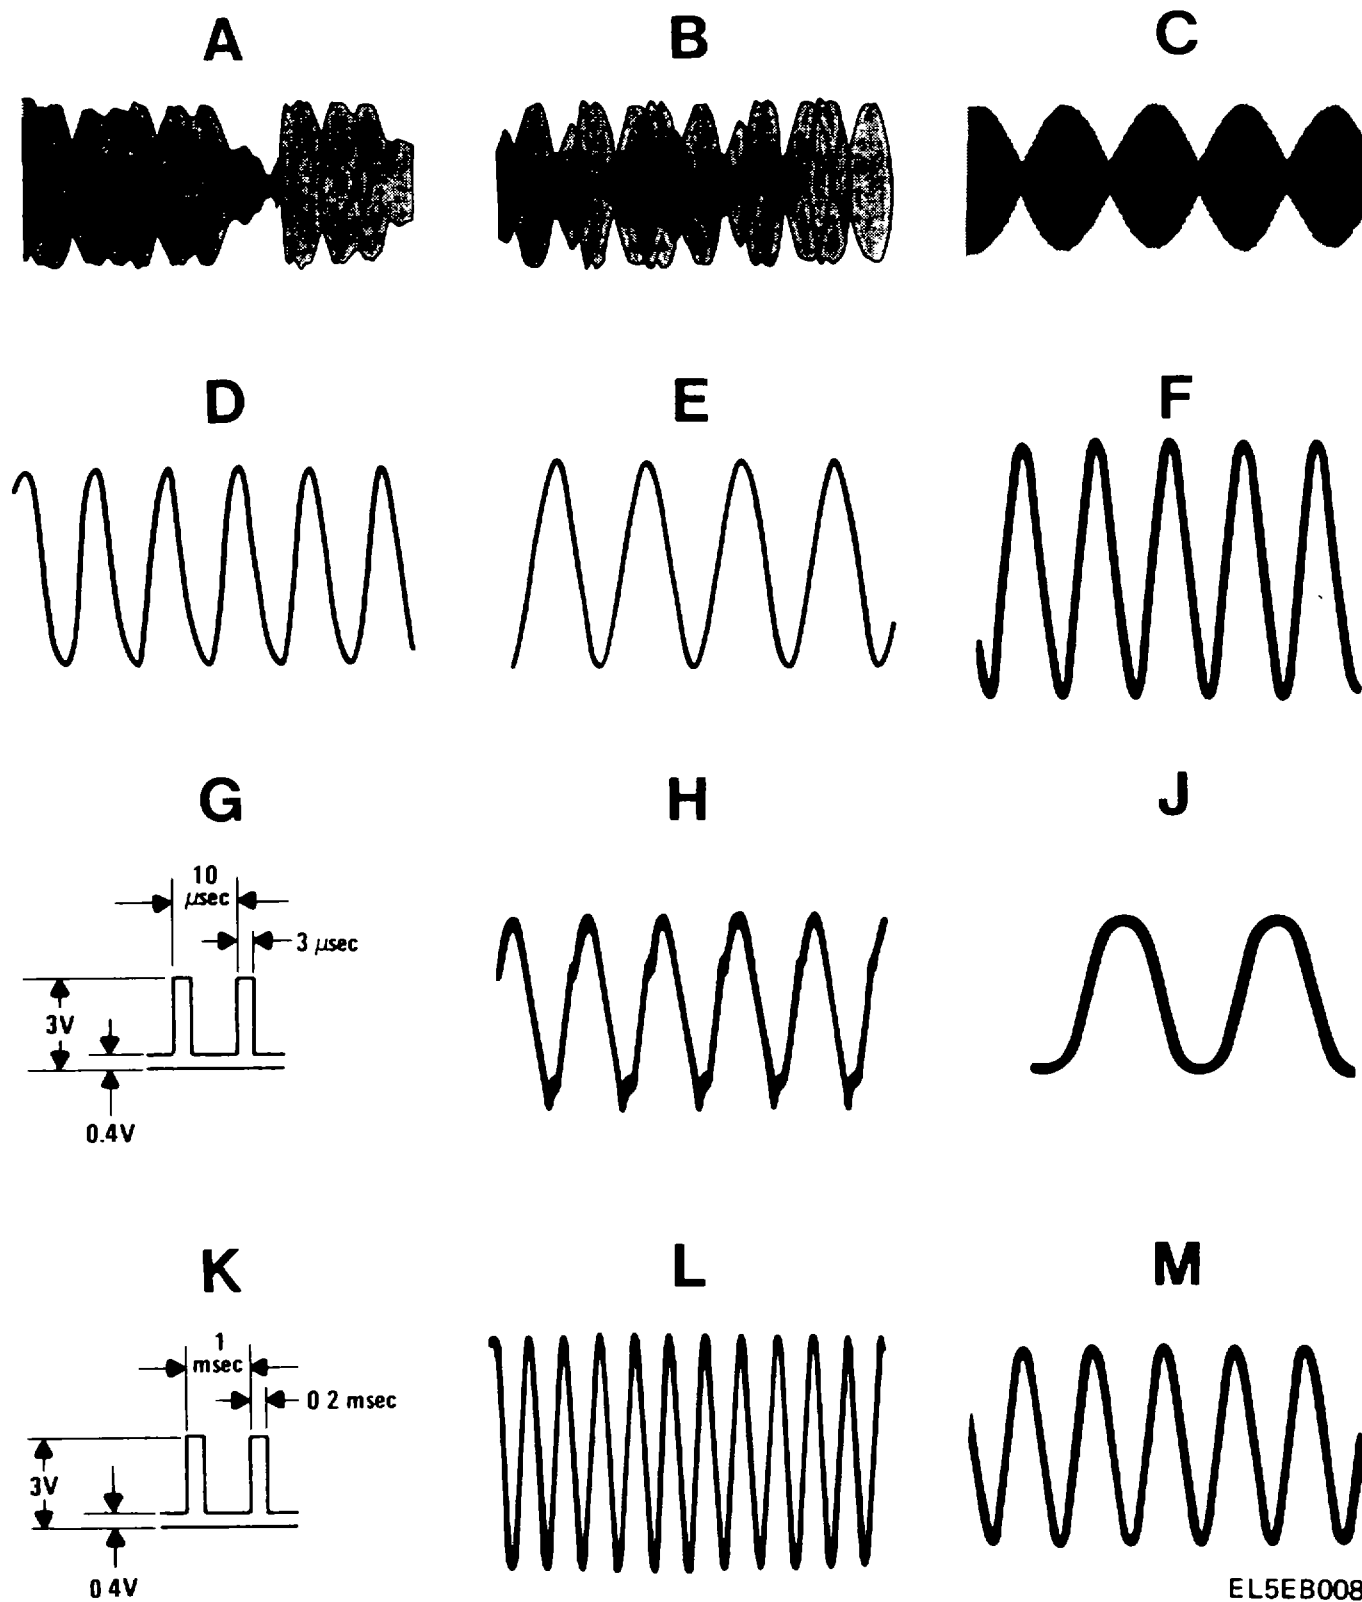 A B C
D E F
G H J
10
μsec
3 μsec
3V
0.4V
K L M
1
msec
0 2 msec
3V
0 4V
EL5EB008